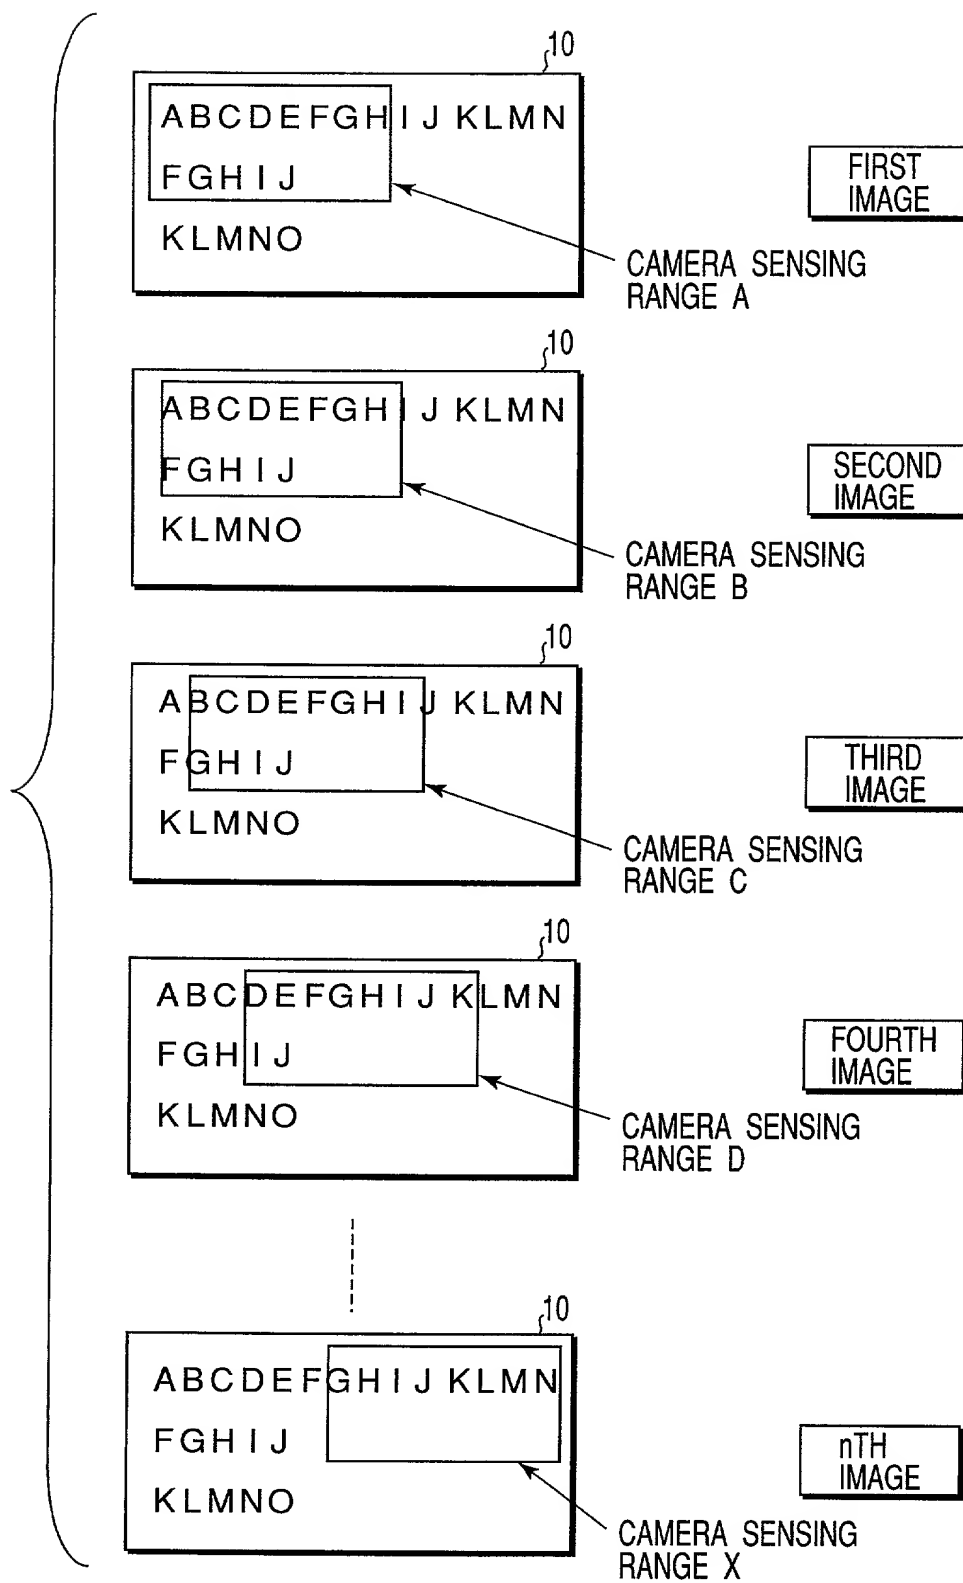 10
ABCDEFGHIJ KLMN
FGHIJ
KLMNO
FIRST
IMAGE
CAMERA SENSING
RANGE A
10
ABCDEFGHIJ KLMN
FGHIJ
KLMNO
SECOND
IMAGE
CAMERA SENSING
RANGE B
10
ABCDEFGHIJ KLMN
FGHIJ
KLMNO
THIRD
IMAGE
CAMERA SENSING
RANGE C
10
ABCDEFGHIJ KLMN
FGHIJ
KLMNO
FOURTH
IMAGE
CAMERA SENSING
RANGE D
10
ABCDEFGHIJ KLMN
FGHIJ
KLMNO
nTH
IMAGE
CAMERA SENSING
RANGE X